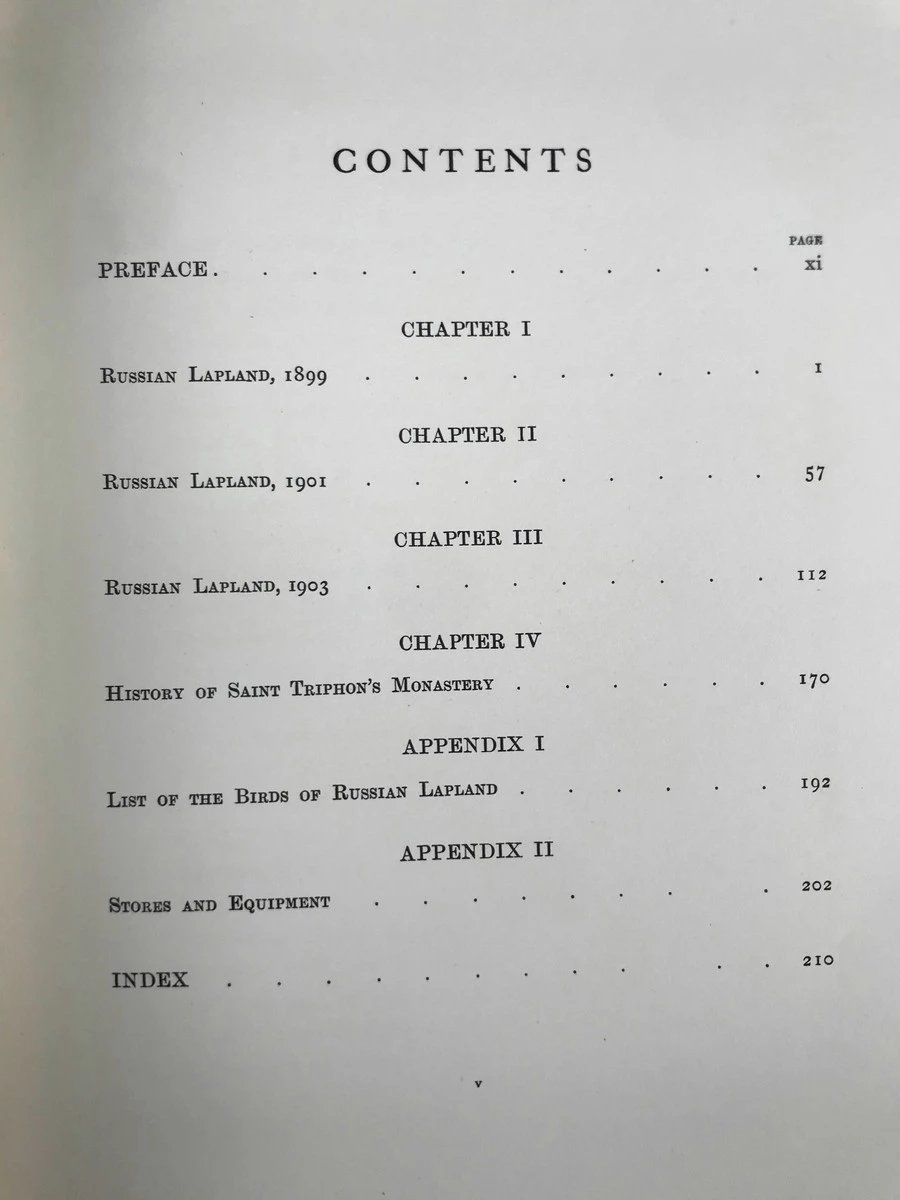 CONTENTS
PAGE
PREFACE . . . . . . . . . . . . xi
CHAPTER I
Russian Lapland, 1899 . . . . . . . . . 1
CHAPTER II
Russian Lapland, 1901 . . . . . . . . . 57
CHAPTER III
Russian Lapland, 1903 . . . . . . . . . 112
CHAPTER IV
History of Saint Triphon's Monastery . . . . . . 170
APPENDIX I
List of the Birds of Russian Lapland . . . . . . 192
APPENDIX II
Stores and Equipment . . . . . . . . 202
INDEX . . . . . . . . . . . 210
v